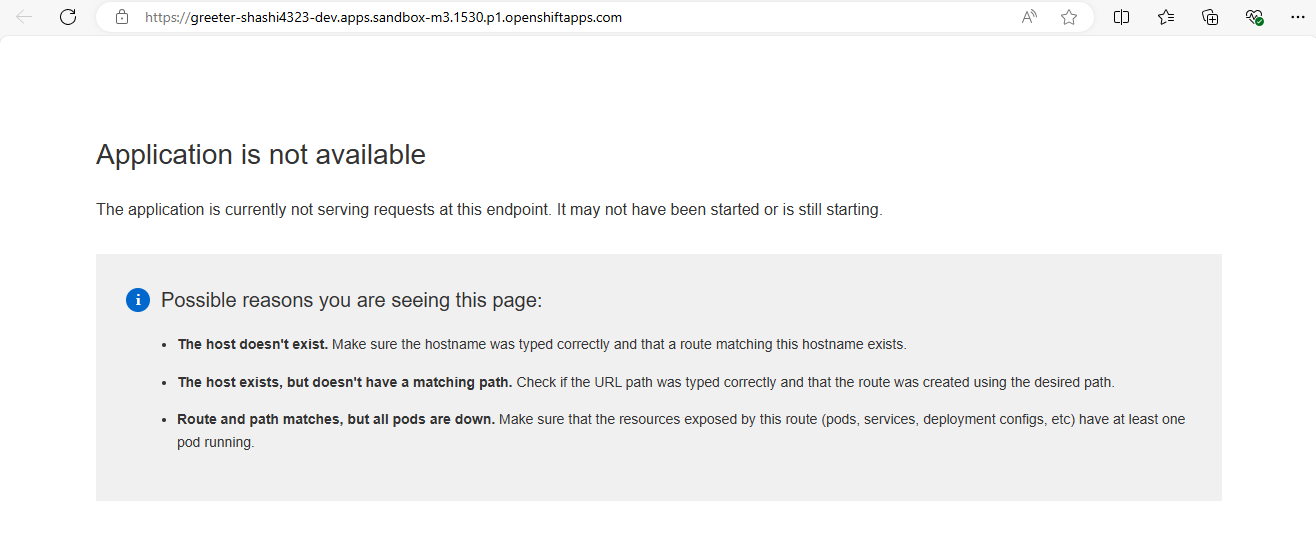 https://greeter-shashi4323-dev.apps.sandbox-m3.1530.p1.openshiftapps.com
Application is not available
The application is currently not serving requests at this endpoint. It may not have been started or is still starting.
Possible reasons you are seeing this page:
• The host doesn't exist. Make sure the hostname was typed correctly and that a route matching this hostname exists.
• The host exists, but doesn't have a matching path. Check if the URL path was typed correctly and that the route was created using the desired path.
• Route and path matches, but all pods are down. Make sure that the resources exposed by this route (pods, services, deployment configs, etc) have at least one
pod running.